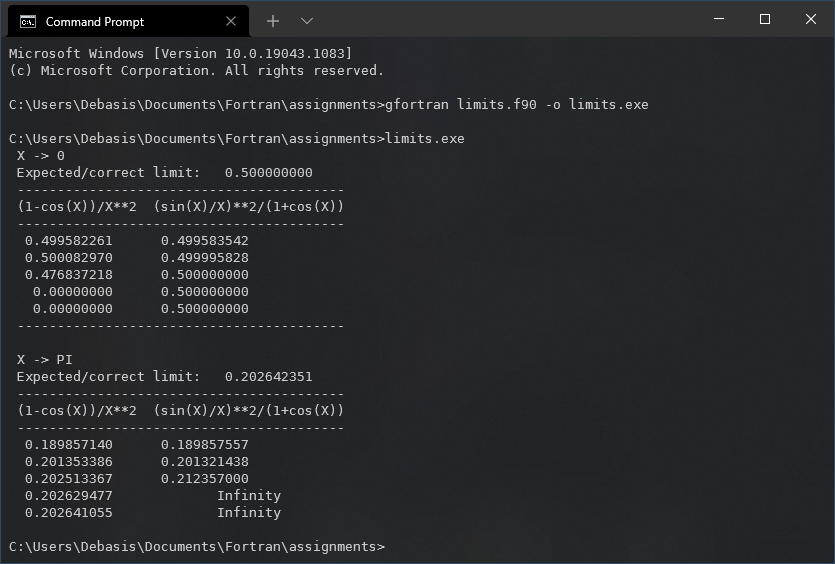 Command Prompt
Microsoft Windows [Version 10.0.19043.1083]
(c) Microsoft Corporation. All rights reserved.
C:\Users\Debasis\Documents\Fortran\assignments>gfortran limits.f90 -o limits.exe
C:\Users\Debasis\Documents\Fortran\assignments>limits.exe
X -> 0
Expected/correct limit:   0.500000000
-----------------------------------------
(1-cos(X))/X**2  (sin(X)/X)**2/(1+cos(X))
-----------------------------------------
0.499582261      0.499583542
0.500082970      0.499995828
0.476837218      0.500000000
0.00000000      0.500000000
0.00000000      0.500000000
-----------------------------------------
X -> PI
Expected/correct limit:   0.202642351
-----------------------------------------
(1-cos(X))/X**2  (sin(X)/X)**2/(1+cos(X))
-----------------------------------------
0.189857140      0.189857557
0.201353386      0.201321438
0.202513367      0.212357000
0.202629477             Infinity
0.202641055             Infinity
C:\Users\Debasis\Documents\Fortran\assignments>